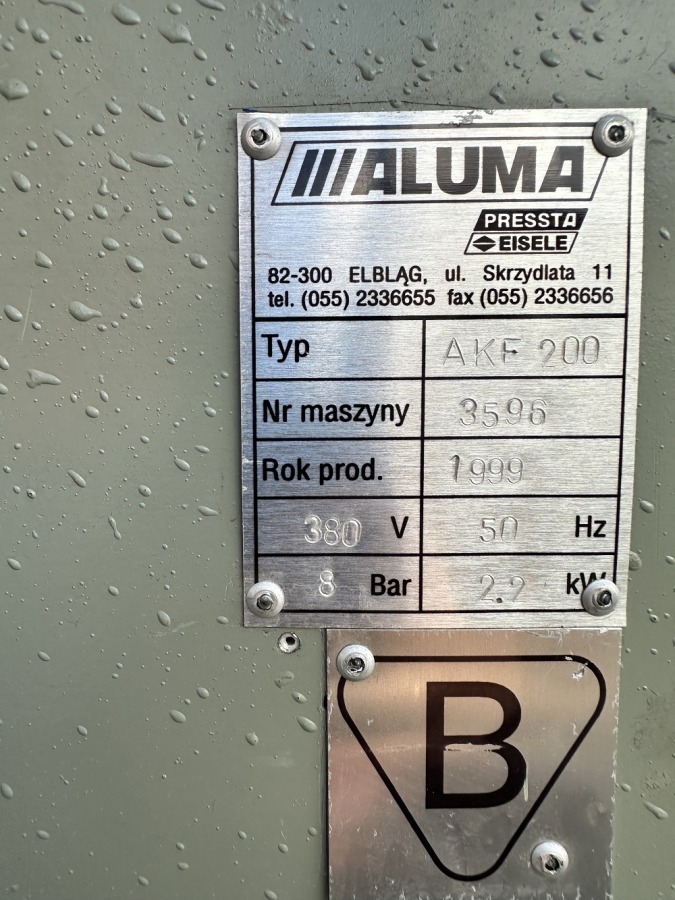 ALUMA
PRESSTA
EISELE
82-300 ELBLĄG, ul. Skrzydlata 11
tel. (055) 2336655 fax (055) 2336656
Typ AKF 200
Nr maszyny 3596
Rok prod. 1999
380 V 50 Hz
8 Bar 2.2 kW
B